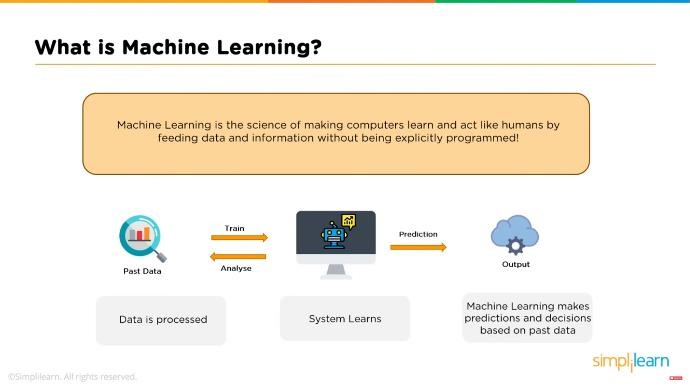 What is Machine Learning?
Machine Learning is the science of making computers learn and act like humans by
feeding data and information without being explicitly programmed!
Train
Prediction
Past Data
Analyse
Output
Data is processed
System Learns
Machine Learning makes
predictions and decisions
based on past data
simplilearn
©Simplilearn. All rights reserved.